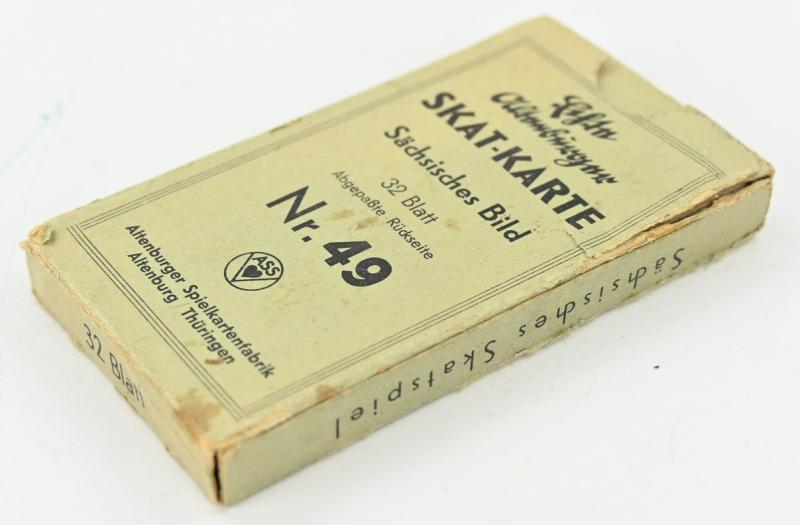 Echte
Altenburger
SKAT-KARTE
Sächsisches Bild
32 Blatt
Abgepaßte Rückseite
Nr. 49
ASS
Altenburger Spielkartenfabrik
Altenburg / Thüringen
32 Blatt
Sächsisches Skatspiel